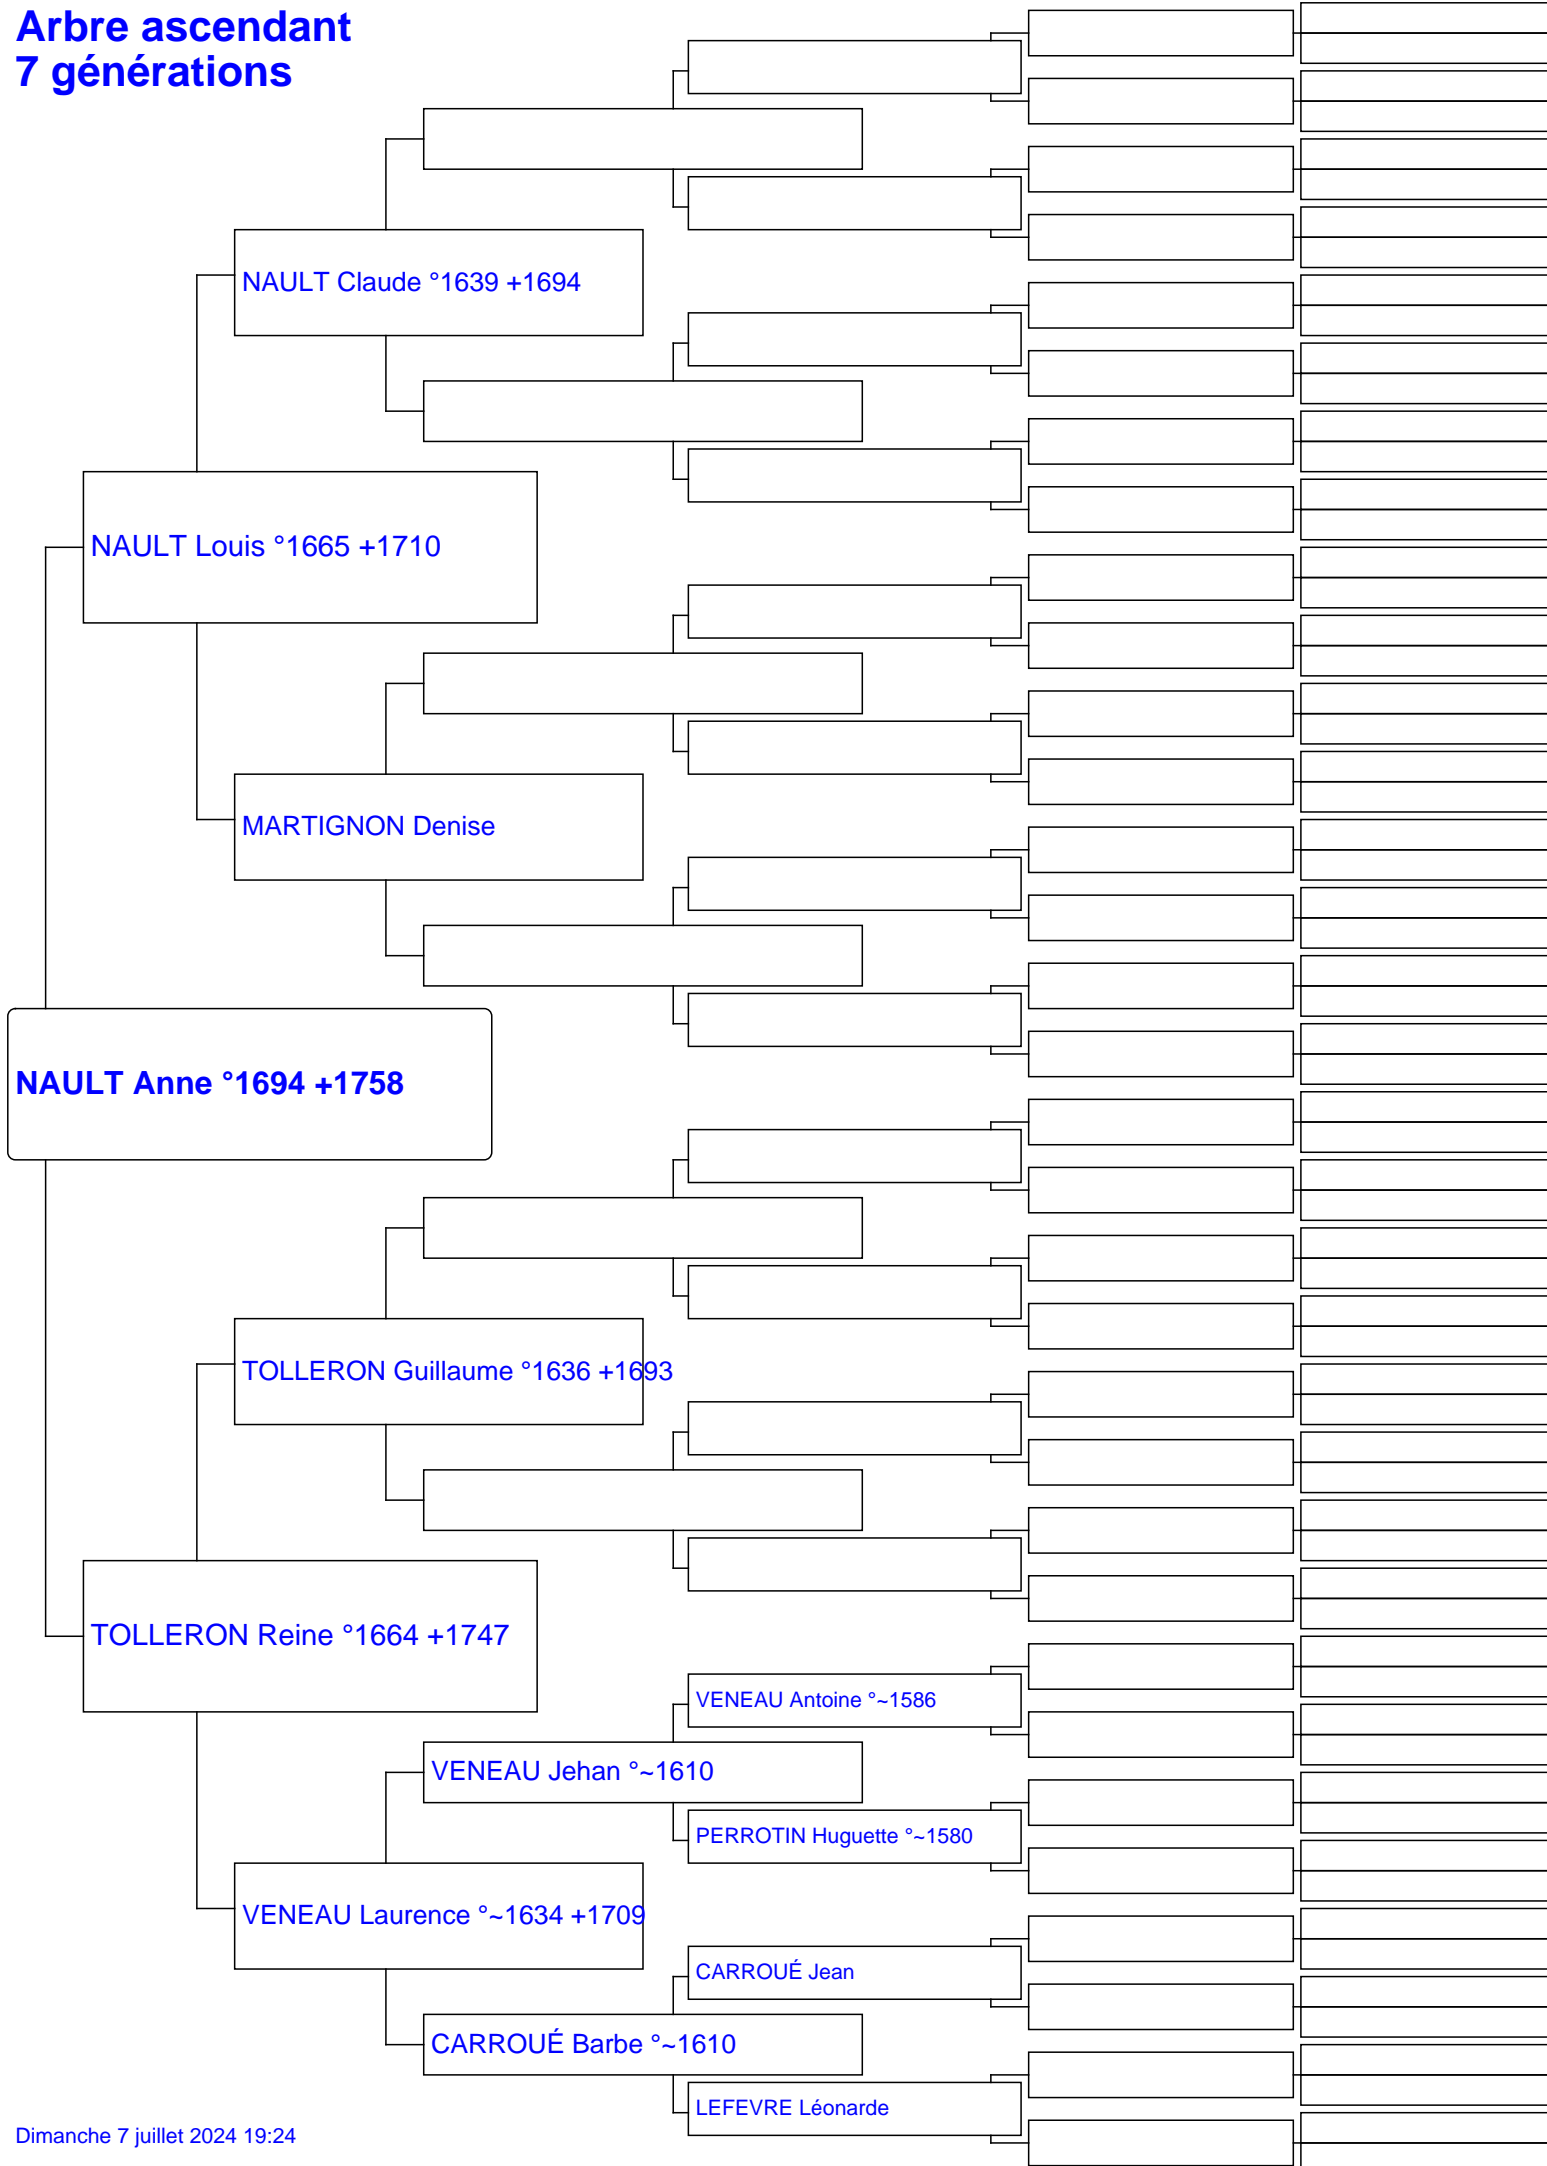 Arbre ascendant
7 générations
NAULT Claude °1639 +1694
NAULT Louis °1665 +1710
MARTIGNON Denise
NAULT Anne °1694 +1758
TOLLERON Guillaume °1636 +1693
TOLLERON Reine °1664 +1747
VENEAU Antoine °~1586
VENEAU Jehan °~1610
PERROTIN Huguette °~1580
VENEAU Laurence °~1634 +1709
CARROUÉ Jean
CARROUÉ Barbe °~1610
LEFEVRE Léonarde
Dimanche 7 juillet 2024 19:24